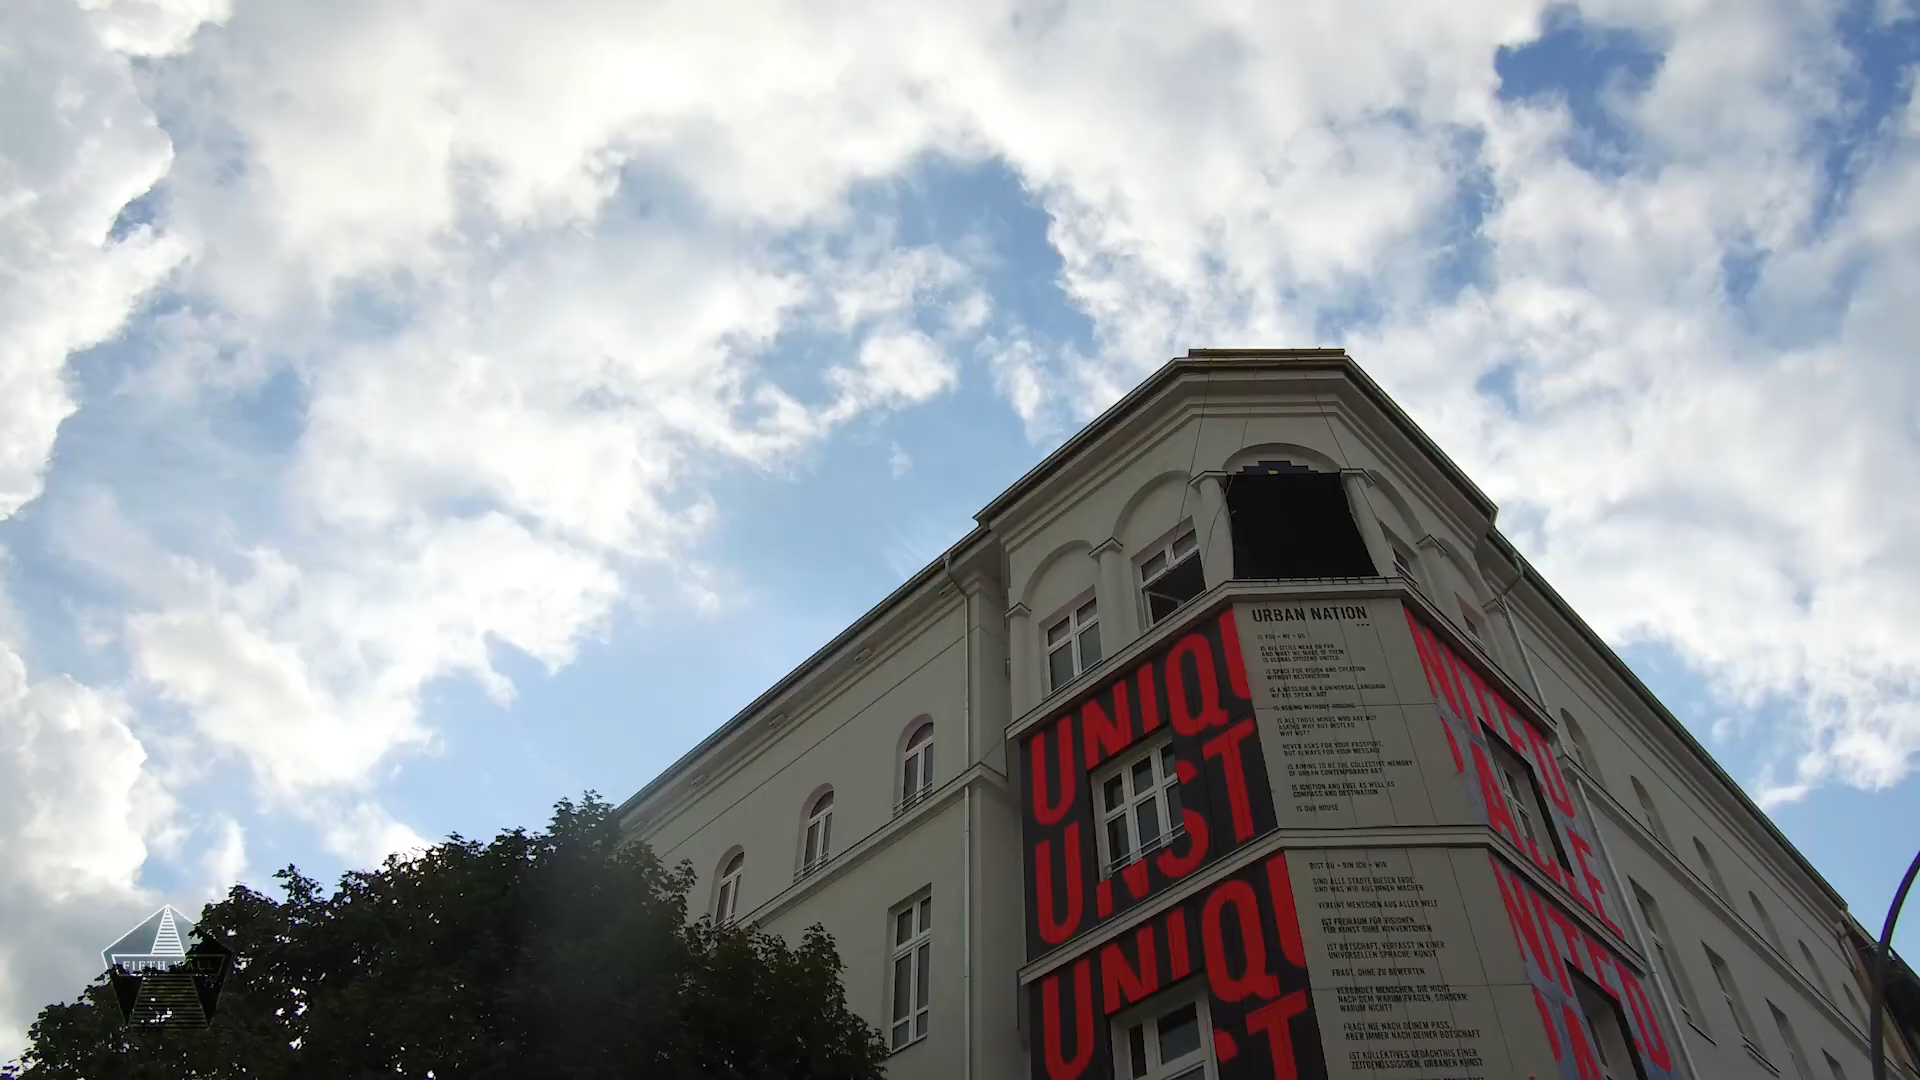 URBAN NATION
...
IS YOU + ME = US
IS ALL CITIES NEAR OR FAR
AND WHAT WE MAKE OF THEM
IS GLOBAL CITIZENS UNITED
IS SPACE FOR VISION AND CREATION
WITHOUT RESTRICTION
IS A MESSAGE IN A UNIVERSAL LANGUAGE
WE ALL SPEAK: ART
IS ASKING WITHOUT JUDGING
IS ALL THOSE MINDS WHO ARE NOT
ASKING WHY BUT INSTEAD
WHY NOT?
NEVER ASKS FOR YOUR PASSPORT,
BUT ALWAYS FOR YOUR MESSAGE
IS AIMING TO BE THE COLLECTIVE MEMORY
OF URBAN CONTEMPORARY ART
IS IGNITION AND FUEL AS WELL AS
COMPASS AND DESTINATION
IS OUR HOUSE
UNIQU
UNST
UNIQU
U
ST
NITED
NITED
BIST DU + BIN ICH = WIR
SIND ALLE STÄDTE DIESER ERDE
UND WAS WIR AUS IHNEN MACHEN
VEREINT MENSCHEN AUS ALLER WELT
IST FREIRAUM FÜR VISIONEN,
FÜR KUNST OHNE KONVENTIONEN
IST BOTSCHAFT, VERFASST IN EINER
UNIVERSELLEN SPRACHE: KUNST
FRAGT, OHNE ZU BEWERTEN
VERBINDET MENSCHEN, DIE NICHT
NACH DEM WARUM FRAGEN, SONDERN:
WARUM NICHT?
FRAGT NIE NACH DEINEM PASS,
ABER IMMER NACH DEINER BOTSCHAFT
IST KOLLEKTIVES GEDÄCHTNIS EINER
ZEITGENÖSSISCHEN, URBANEN KUNST
FIFTH WALL